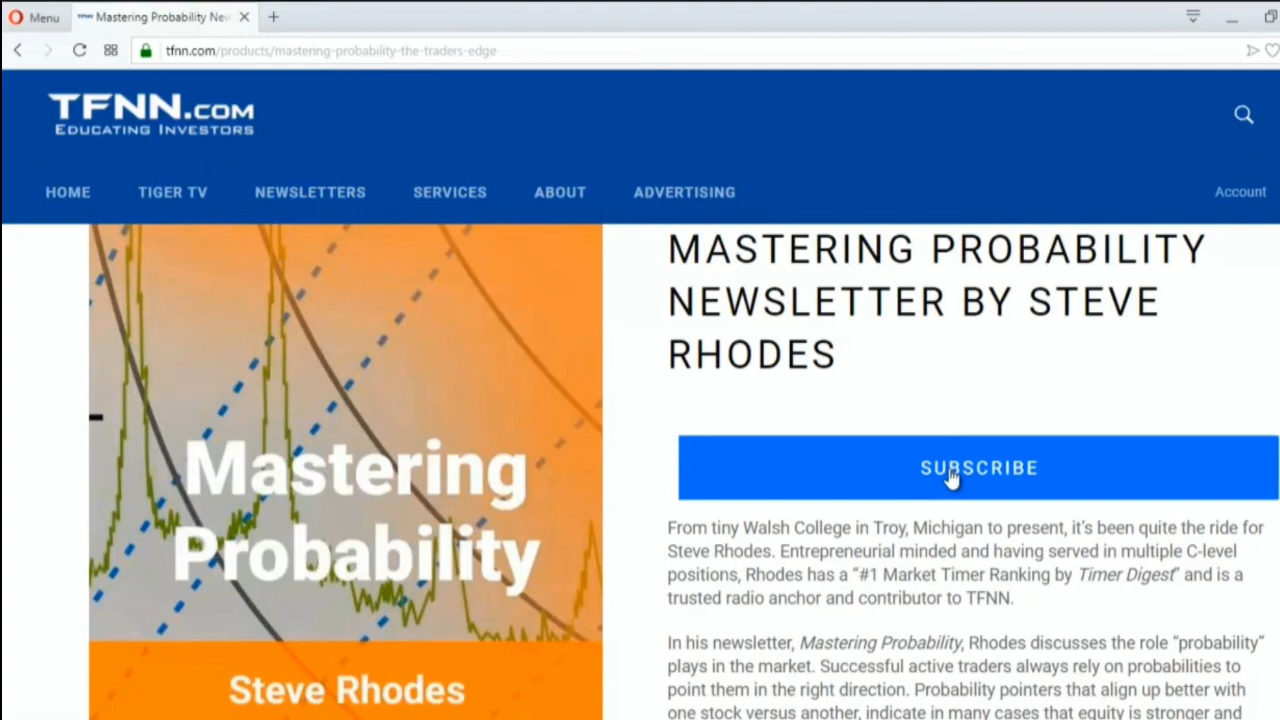 Menu
Mastering Probability New
tfnn.com/products/mastering-probability-the-traders-edge
TFNN.COM
EDUCATING INVESTORS
HOME TIGER TV NEWSLETTERS SERVICES ABOUT ADVERTISING Account
Mastering
Probability
Steve Rhodes
MASTERING PROBABILITY
NEWSLETTER BY STEVE
RHODES
SUBSCRIBE
From tiny Walsh College in Troy, Michigan to present, it's been quite the ride for
Steve Rhodes. Entrepreneurial minded and having served in multiple C-level
positions, Rhodes has a “#1 Market Timer Ranking by Timer Digest” and is a
trusted radio anchor and contributor to TFNN.
In his newsletter, Mastering Probability, Rhodes discusses the role “probability”
plays in the market. Successful active traders always rely on probabilities to
point them in the right direction. Probability pointers that align up better with
one stock versus another, indicate in many cases that equity is stronger and